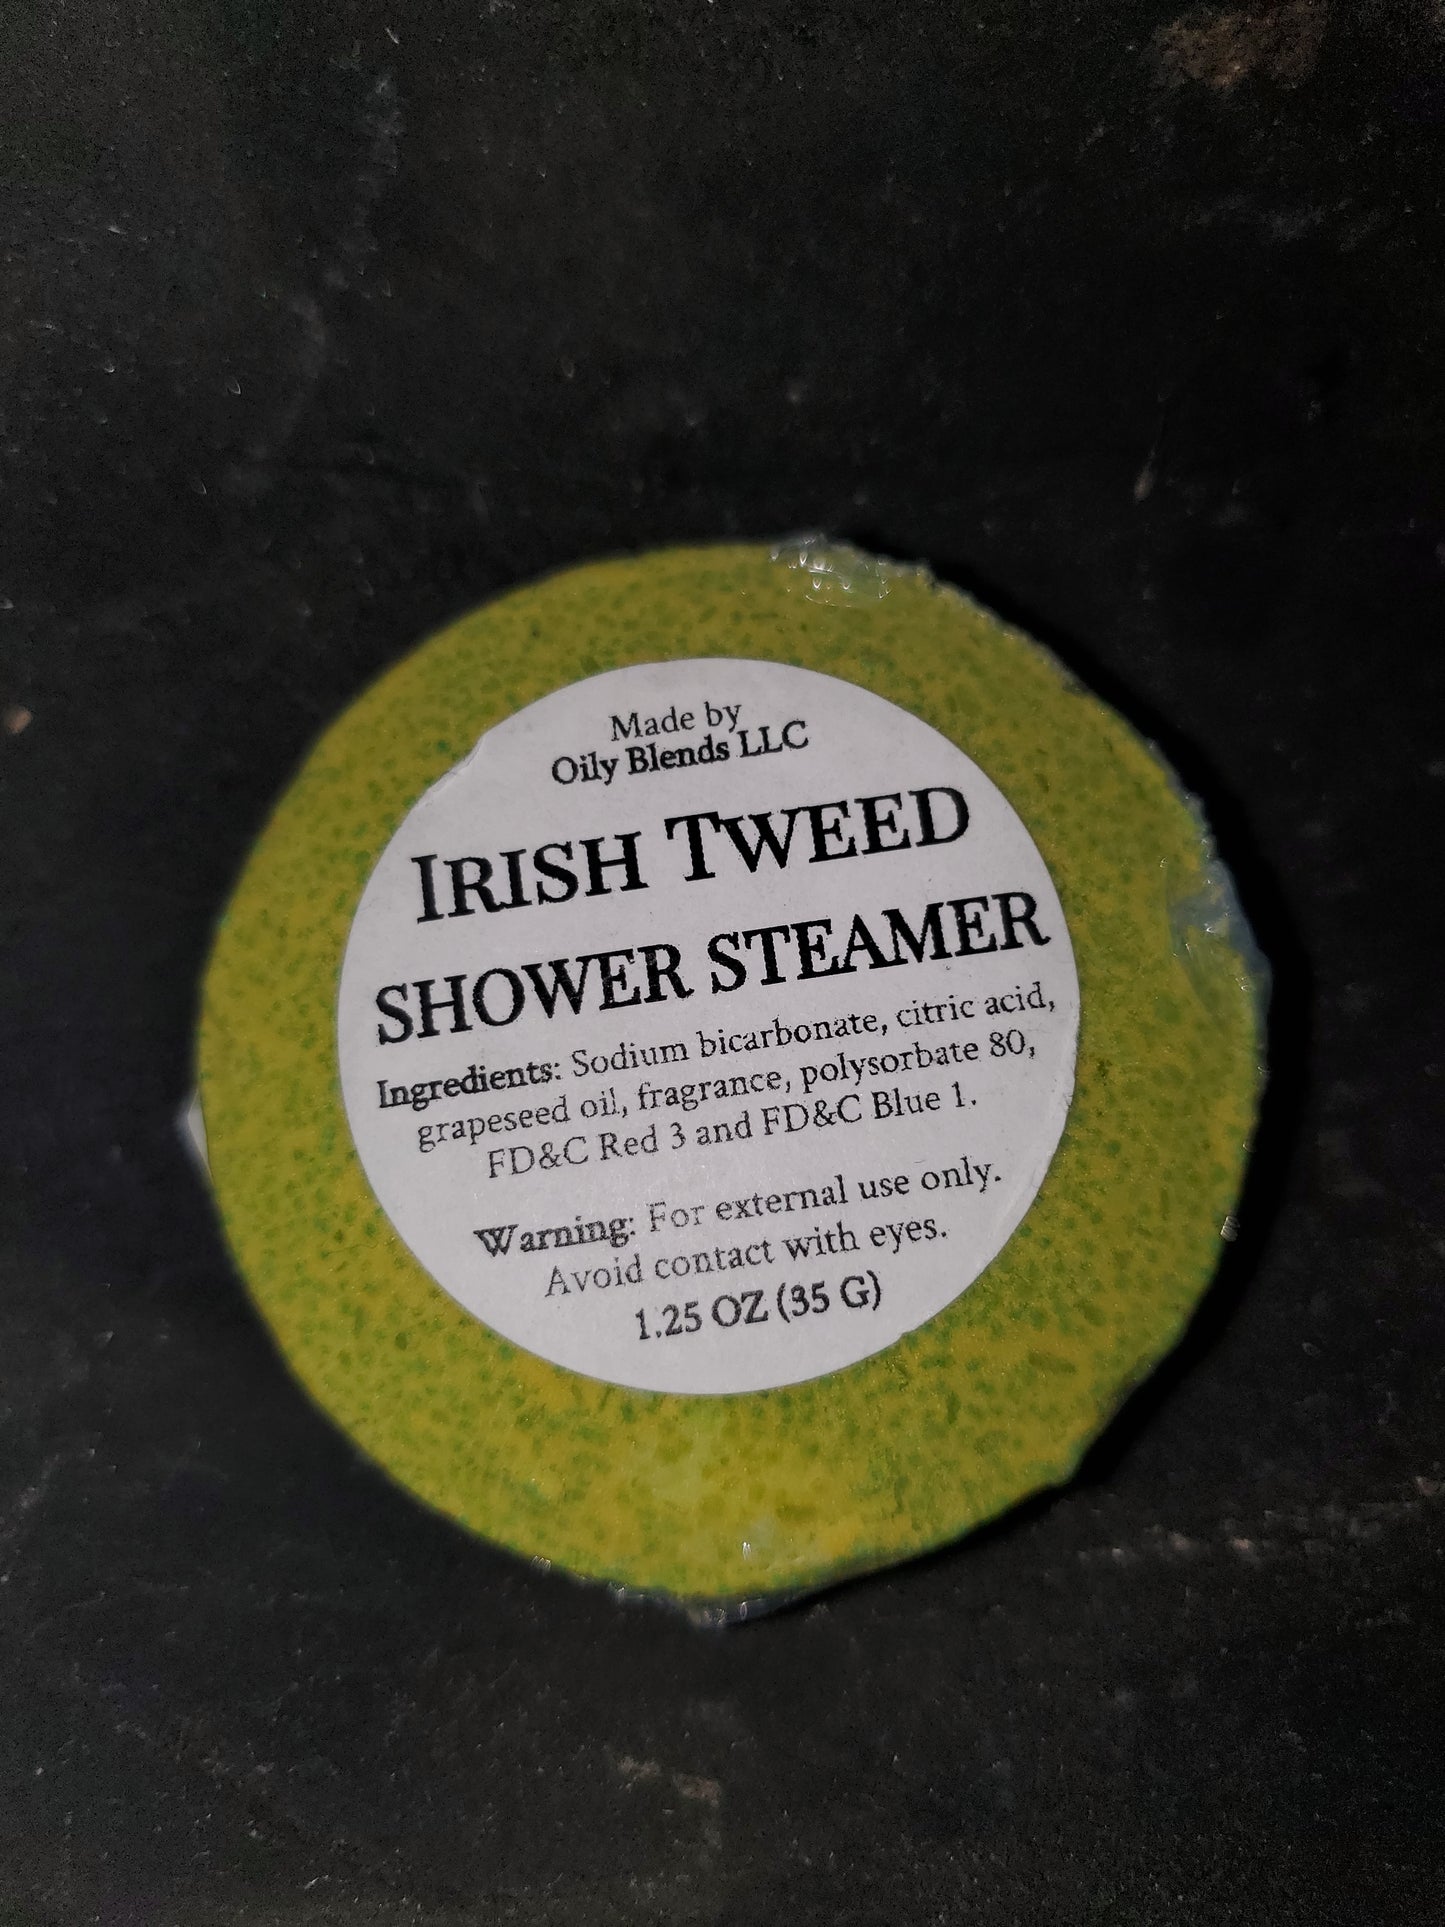 Made by
Oily Blends LLC
IRISH TWEED
SHOWER STEAMER
Ingredients: Sodium bicarbonate, citric acid,
grapeseed oil, fragrance, polysorbate 80,
FD&C Red 3 and FD&C Blue 1.
Warning: For external use only.
Avoid contact with eyes.
1.25 OZ (35 G)